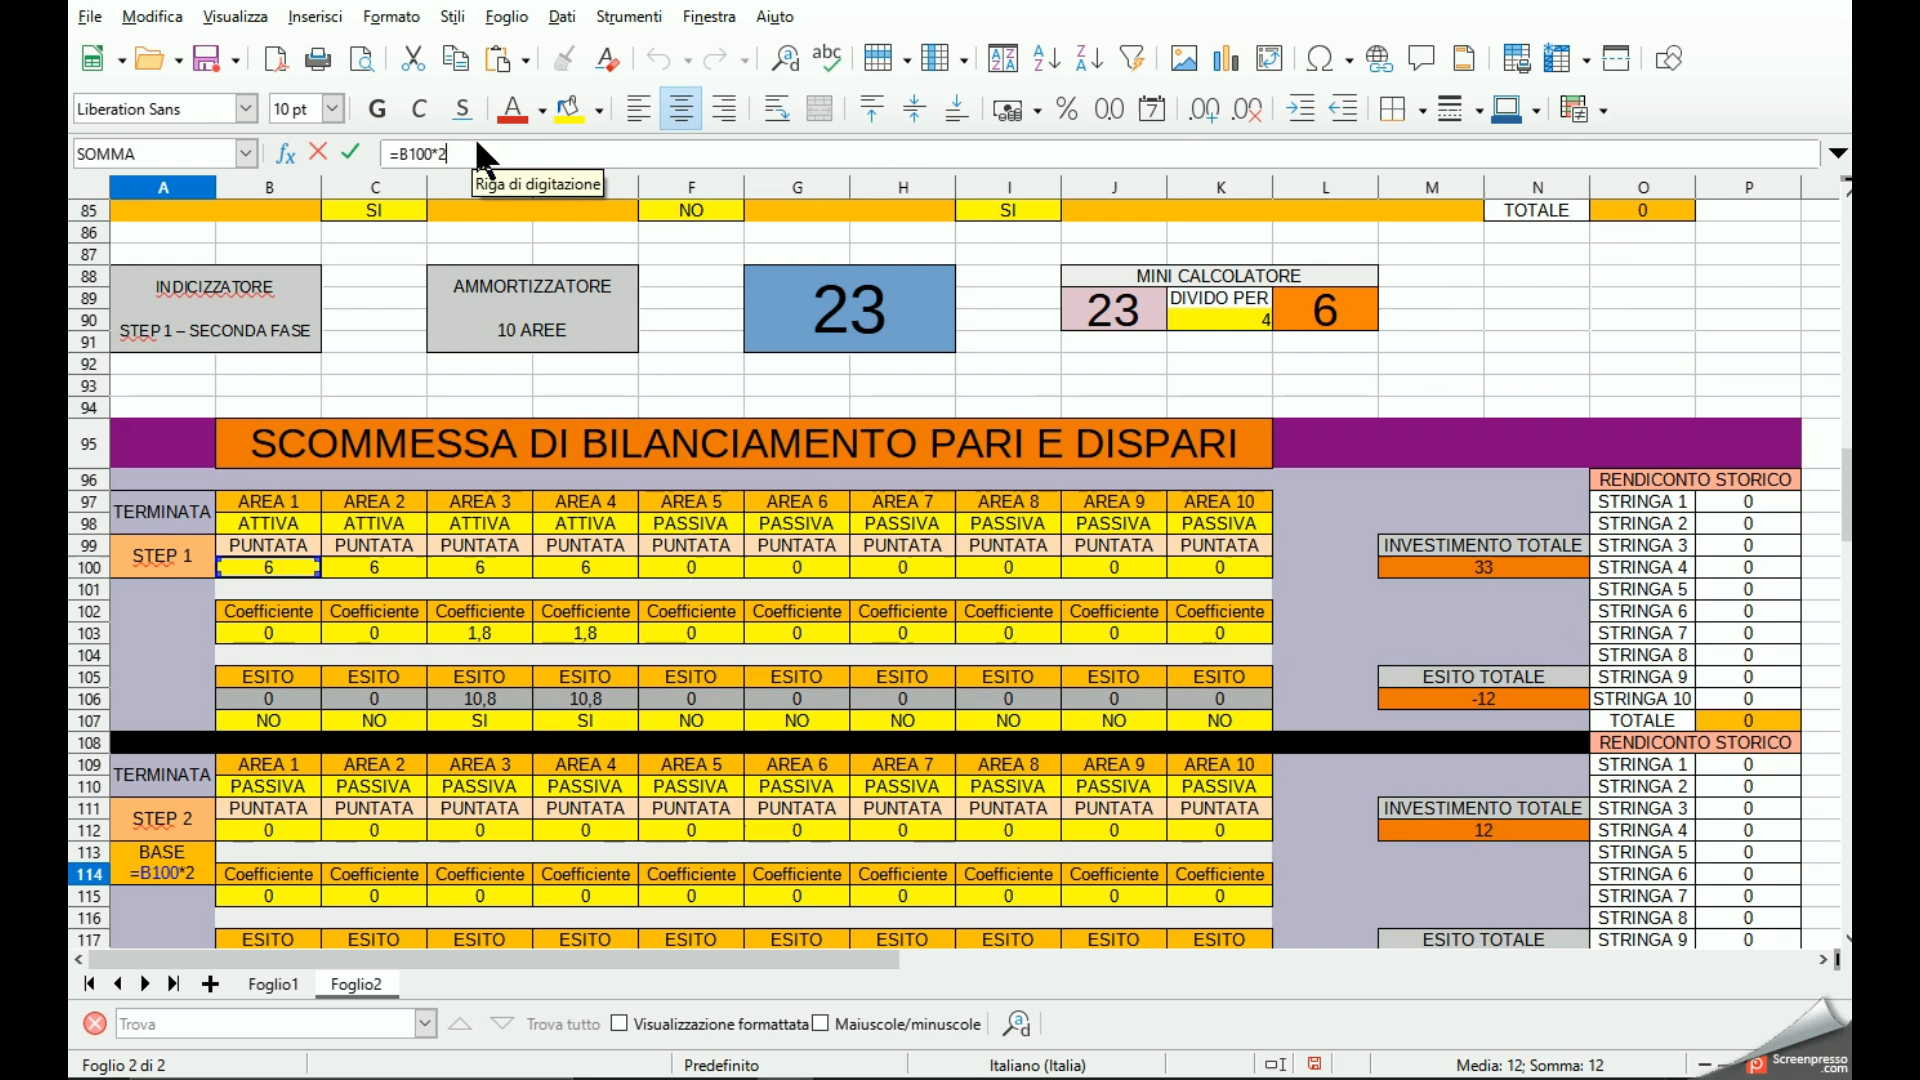 File Modifica Visualizza Inserisci Formato Stili Foglio Dati Strumenti Finestra Aiuto
Liberation Sans 10 pt G C S
SOMMA =B100*2
Riga di digitazione
A B C F G H I J K L M N O P
85 SI NO SI TOTALE 0
86
87
88 MINI CALCOLATORE
INDICIZZATORE AMMORTIZZATORE
89 23 23 DIVIDO PER 6
90 4
STEP 1 – SECONDA FASE 10 AREE
91
92
93
94
95 SCOMMESSA DI BILANCIAMENTO PARI E DISPARI
96 RENDICONTO STORICO
97 TERMINATA AREA 1 AREA 2 AREA 3 AREA 4 AREA 5 AREA 6 AREA 7 AREA 8 AREA 9 AREA 10 STRINGA 1 0
98 ATTIVA ATTIVA ATTIVA ATTIVA PASSIVA PASSIVA PASSIVA PASSIVA PASSIVA PASSIVA STRINGA 2 0
99 STEP 1 PUNTATA PUNTATA PUNTATA PUNTATA PUNTATA PUNTATA PUNTATA PUNTATA PUNTATA PUNTATA INVESTIMENTO TOTALE STRINGA 3 0
100 6 6 6 6 0 0 0 0 0 0 33 STRINGA 4 0
101 STRINGA 5 0
102 Coefficiente Coefficiente Coefficiente Coefficiente Coefficiente Coefficiente Coefficiente Coefficiente Coefficiente Coefficiente STRINGA 6 0
103 0 0 1,8 1,8 0 0 0 0 0 0 STRINGA 7 0
104 STRINGA 8 0
105 ESITO ESITO ESITO ESITO ESITO ESITO ESITO ESITO ESITO ESITO ESITO TOTALE STRINGA 9 0
106 0 0 10,8 10,8 0 0 0 0 0 0 -12 STRINGA 10 0
107 NO NO SI SI NO NO NO NO NO NO TOTALE 0
108 RENDICONTO STORICO
109 TERMINATA AREA 1 AREA 2 AREA 3 AREA 4 AREA 5 AREA 6 AREA 7 AREA 8 AREA 9 AREA 10 STRINGA 1 0
110 PASSIVA PASSIVA PASSIVA PASSIVA PASSIVA PASSIVA PASSIVA PASSIVA PASSIVA PASSIVA STRINGA 2 0
111 STEP 2 PUNTATA PUNTATA PUNTATA PUNTATA PUNTATA PUNTATA PUNTATA PUNTATA PUNTATA PUNTATA INVESTIMENTO TOTALE STRINGA 3 0
112 0 0 0 0 0 0 0 0 0 0 12 STRINGA 4 0
113 BASE STRINGA 5 0
114 =B100*2 Coefficiente Coefficiente Coefficiente Coefficiente Coefficiente Coefficiente Coefficiente Coefficiente Coefficiente Coefficiente STRINGA 6 0
115 0 0 0 0 0 0 0 0 0 0 STRINGA 7 0
116 STRINGA 8 0
117 ESITO ESITO ESITO ESITO ESITO ESITO ESITO ESITO ESITO ESITO ESITO TOTALE STRINGA 9 0
Foglio1 Foglio2
Trova Trova tutto Visualizzazione formattata Maiuscole/minuscole
Foglio 2 di 2 Predefinito Italiano (Italia) Media: 12; Somma: 12
Screenpresso
.com